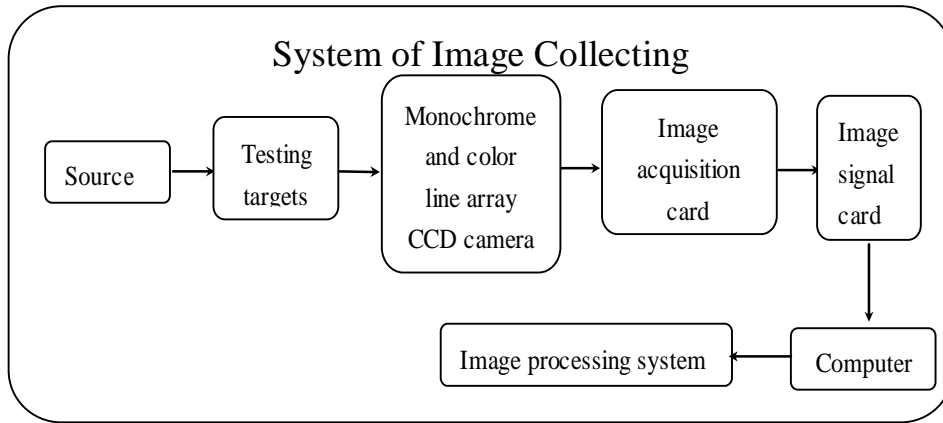 System of Image Collecting
Source
Testing
targets
Monochrome
and color
line array
CCD camera
Image
acquisition
card
Image
signal
card
Computer
Image processing system